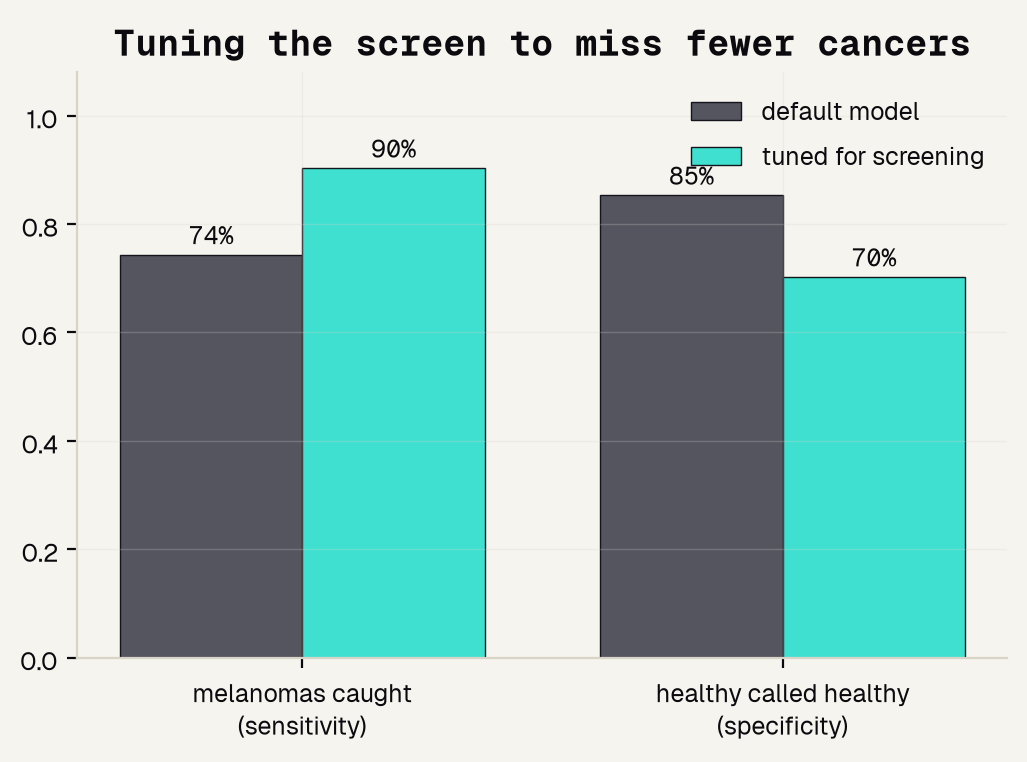 Tuning the screen to miss fewer cancers
default model
tuned for screening
1.0
0.8
0.6
0.4
0.2
0.0
74%
90%
85%
70%
melanomas caught
(sensitivity)
healthy called healthy
(specificity)